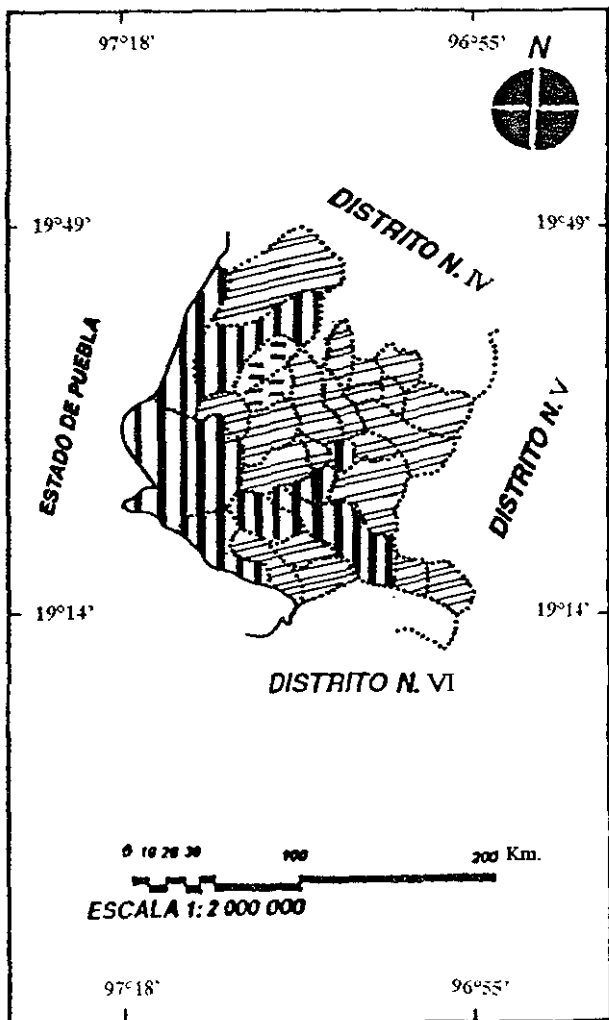 97°18' 96°55'
N
19°49' 19°49'
DISTRITO N. IV
ESTADO DE PUEBLA
DISTRITO N. V
19°14' 19°14'
DISTRITO N. VI
0 10 20 30 100 200 Km.
ESCALA 1: 2 000 000
97°18' 96°55'